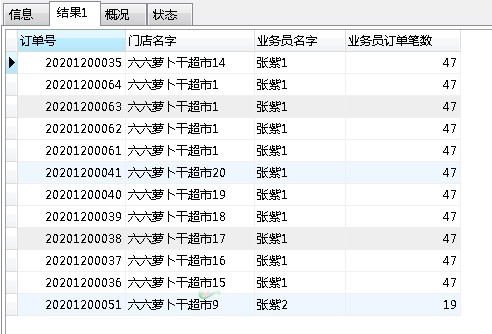 信息 结果1 概况 状态
订单号 门店名字 业务员名字 业务员订单笔数
20201200035 六六萝卜干超市14 张紫1 47
20201200064 六六萝卜干超市1 张紫1 47
20201200063 六六萝卜干超市1 张紫1 47
20201200062 六六萝卜干超市1 张紫1 47
20201200061 六六萝卜干超市1 张紫1 47
20201200041 六六萝卜干超市20 张紫1 47
20201200040 六六萝卜干超市19 张紫1 47
20201200039 六六萝卜干超市18 张紫1 47
20201200038 六六萝卜干超市17 张紫1 47
20201200037 六六萝卜干超市16 张紫1 47
20201200036 六六萝卜干超市15 张紫1 47
20201200051 六六萝卜干超市9 张紫2 19